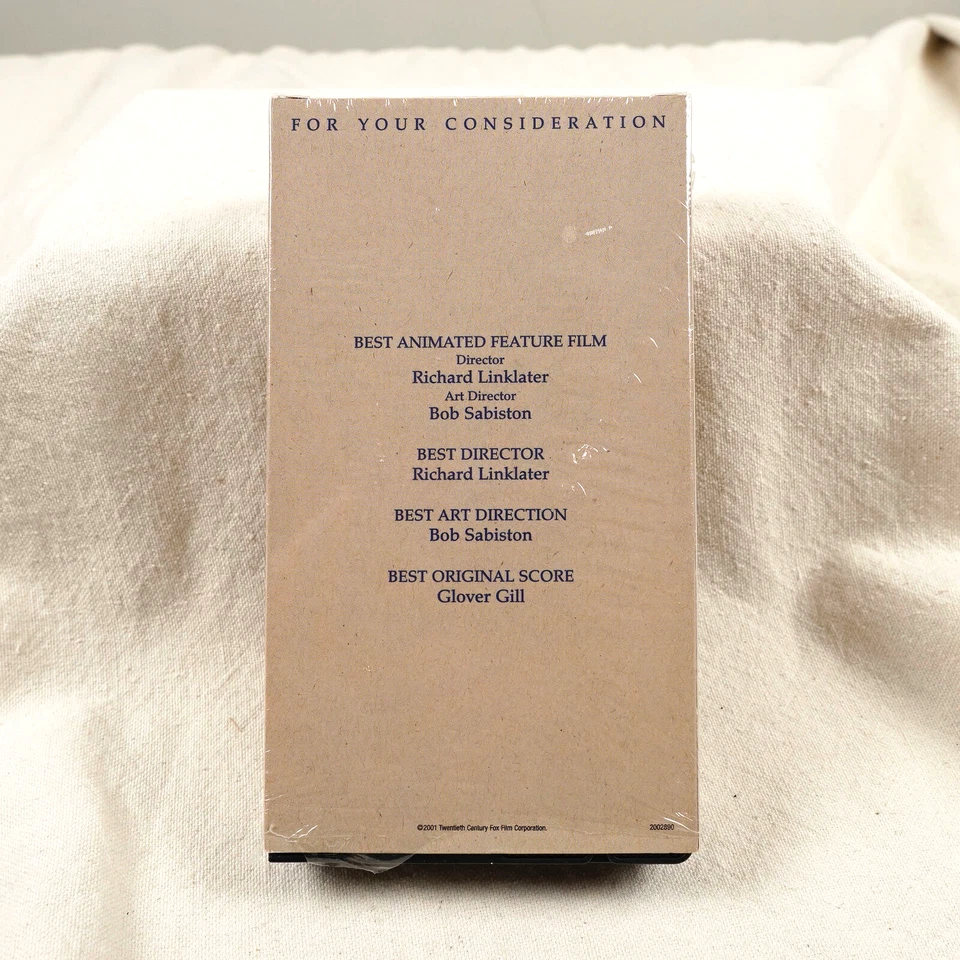 FOR YOUR CONSIDERATION
BEST ANIMATED FEATURE FILM
Director
Richard Linklater
Art Director
Bob Sabiston
BEST DIRECTOR
Richard Linklater
BEST ART DIRECTION
Bob Sabiston
BEST ORIGINAL SCORE
Glover Gill
©2001 Twentieth Century Fox Film Corporation.
2002890